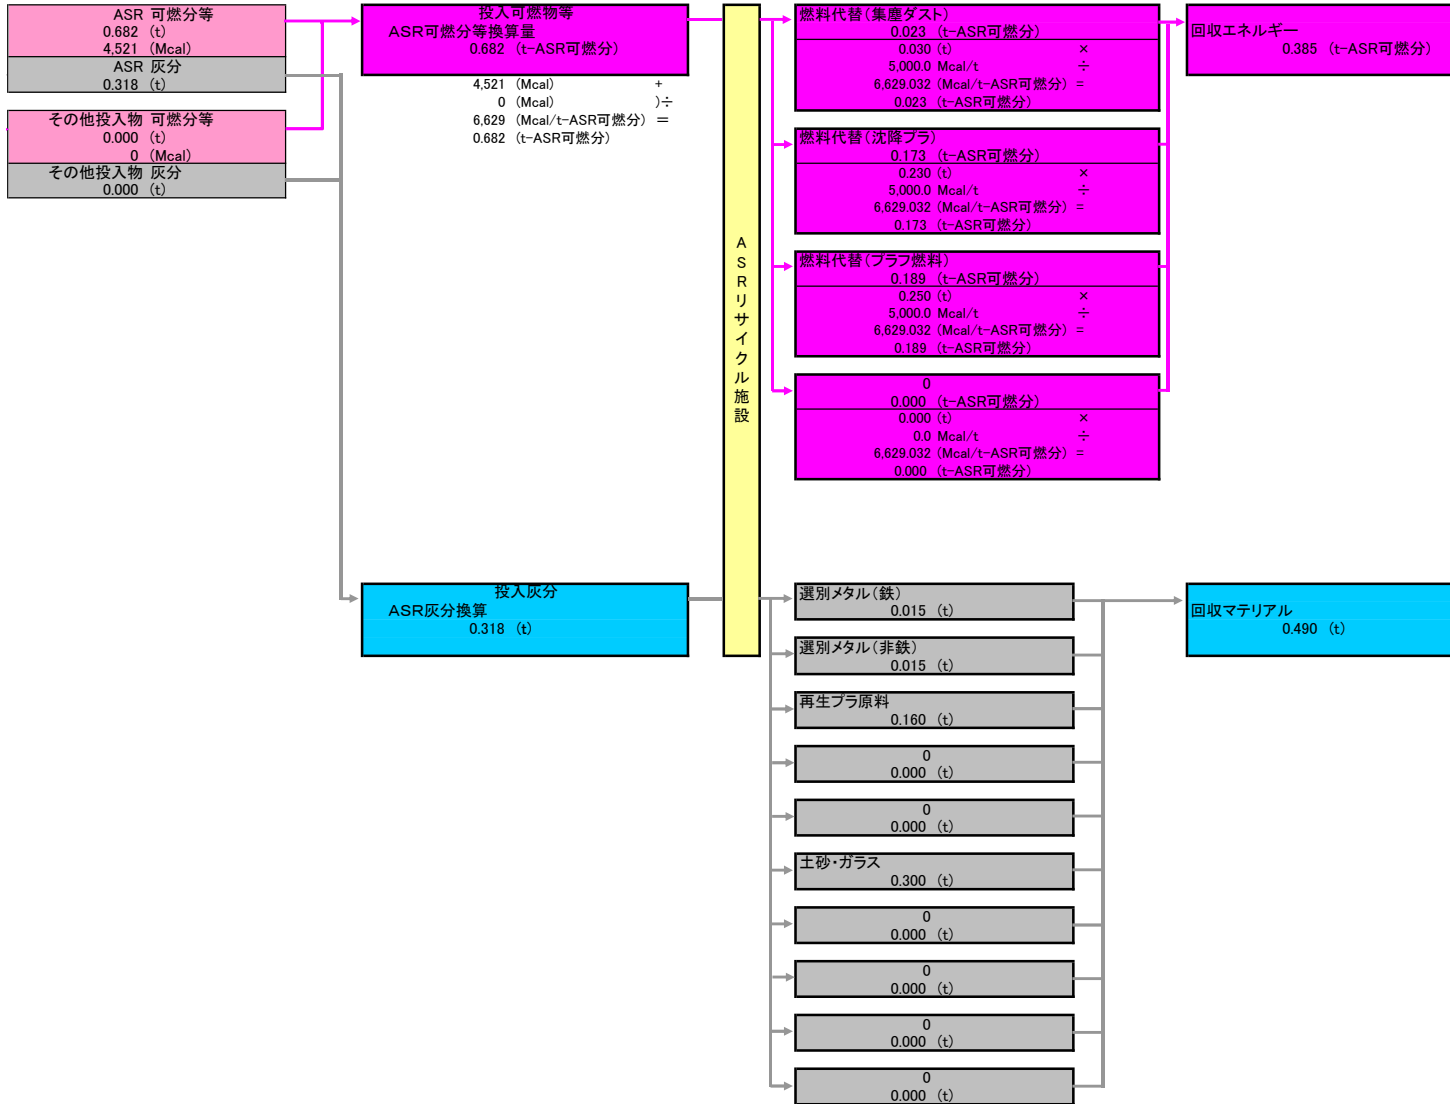 ASR 可燃分等
0.682 (t)
4,521 (Mcal)
ASR 灰分
0.318 (t)
その他投入物 可燃分等
0.000 (t)
0 (Mcal)
その他投入物 灰分
0.000 (t)
投入可燃物等
ASR可燃分等換算量
0.682 (t-ASR可燃分)
4,521 (Mcal) +
0 (Mcal) )÷
6,629 (Mcal/t-ASR可燃分) =
0.682 (t-ASR可燃分)
ASRリサイクル施設
燃料代替(集塵ダスト)
0.023 (t-ASR可燃分)
0.030 (t) ×
5,000.0 Mcal/t ÷
6,629.032 (Mcal/t-ASR可燃分) =
0.023 (t-ASR可燃分)
燃料代替(沈降プラ)
0.173 (t-ASR可燃分)
0.230 (t) ×
5,000.0 Mcal/t ÷
6,629.032 (Mcal/t-ASR可燃分) =
0.173 (t-ASR可燃分)
燃料代替(プラフ燃料)
0.189 (t-ASR可燃分)
0.250 (t) ×
5,000.0 Mcal/t ÷
6,629.032 (Mcal/t-ASR可燃分) =
0.189 (t-ASR可燃分)
0
0.000 (t-ASR可燃分)
0.000 (t) ×
0.0 Mcal/t ÷
6,629.032 (Mcal/t-ASR可燃分) =
0.000 (t-ASR可燃分)
回収エネルギー
0.385 (t-ASR可燃分)
投入灰分
ASR灰分換算
0.318 (t)
選別メタル(鉄)
0.015 (t)
選別メタル(非鉄)
0.015 (t)
再生プラ原料
0.160 (t)
0
0.000 (t)
0
0.000 (t)
土砂・ガラス
0.300 (t)
0
0.000 (t)
0
0.000 (t)
0
0.000 (t)
0
0.000 (t)
回収マテリアル
0.490 (t)